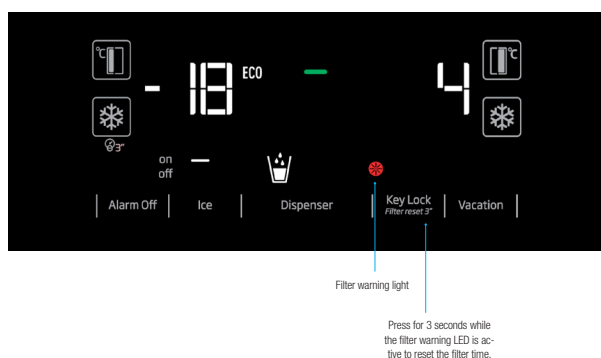 °C
°C
-18 ECO 4
3"
on
off
Alarm Off Ice Dispenser Key Lock Vacation
Filter reset 3"
Filter warning light
Press for 3 seconds while
the filter warning LED is ac-
tive to reset the filter time.